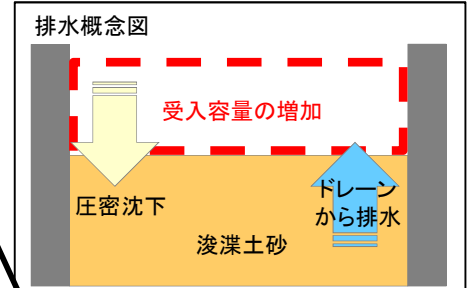 排水概念図
受入容量の増加
圧密沈下
ドレーン
から排水
浚渫土砂